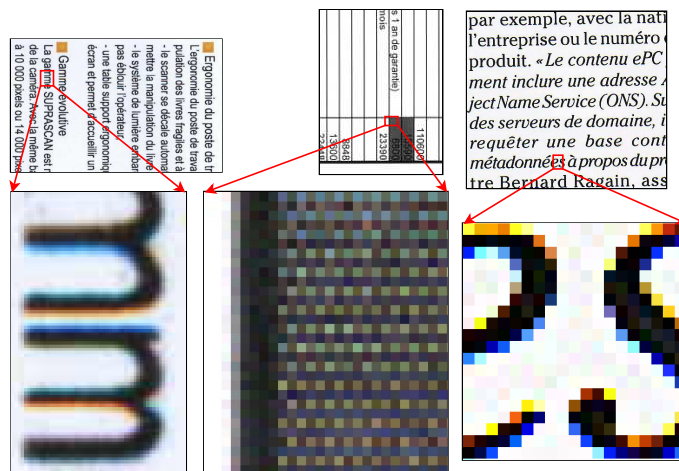 Ergonomie du poste de tr
L'ergonomie du poste de trava
pulation des livres fragiles et à
- le scanner se décale automa
mettre la manipulation du livre
- le système de lumière embar
pas éblouir l'opérateur,
- une table support ergonomiq
écran et permet d'accueillir un
Gamme évolutive
La gamme SUPRASCAN est r
de la caméra. Avec la même ba
à 10 000 pixels ou 14 000 pixe
s 1 an de garantie)
mois
110600
23390
8848
13600
par exemple, avec la nati
l'entreprise ou le numéro
produit. «Le contenu ePC
ment inclure une adresse
ject Name Service (ONS). Su
des serveurs de domaine, i
requêter une base cont
métadonnées à propos du pr
tre Bernard Ragain, ass